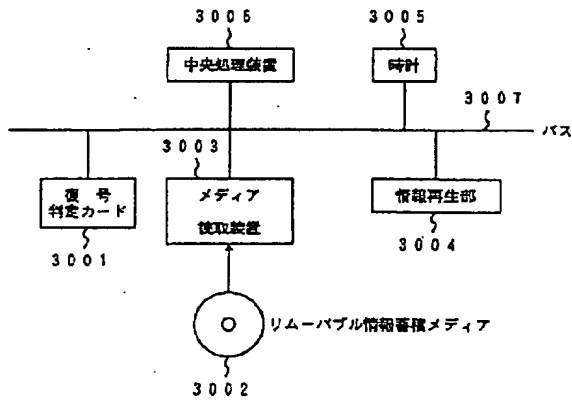 3006
3005
中央処理装置
時計
3007
バス
3003
復号
判定カード
メディア
読取装置
情報再生部
3001
3004
リムーバブル情報蓄積メディア
3002